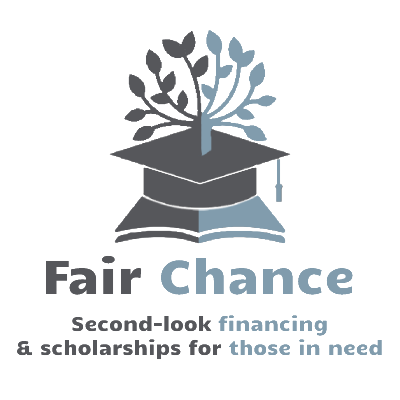 Fair Chance
Second-look financing
& scholarships for those in need